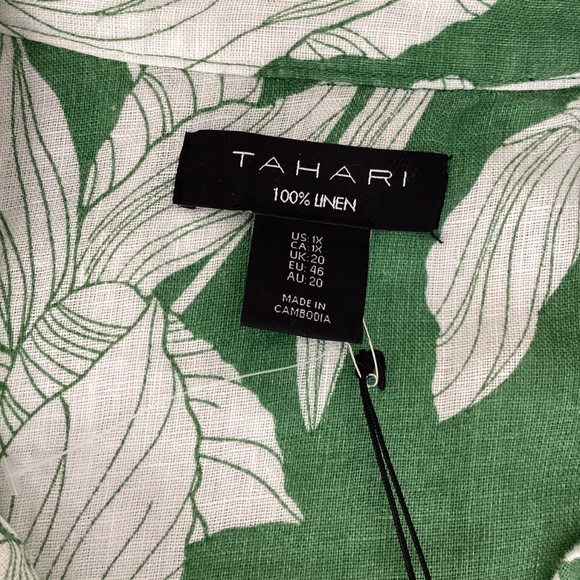 TAHARI
100% LINEN
US: 1X
CA: 1X
UK: 20
EU: 46
AU: 20
MADE IN
CAMBODIA